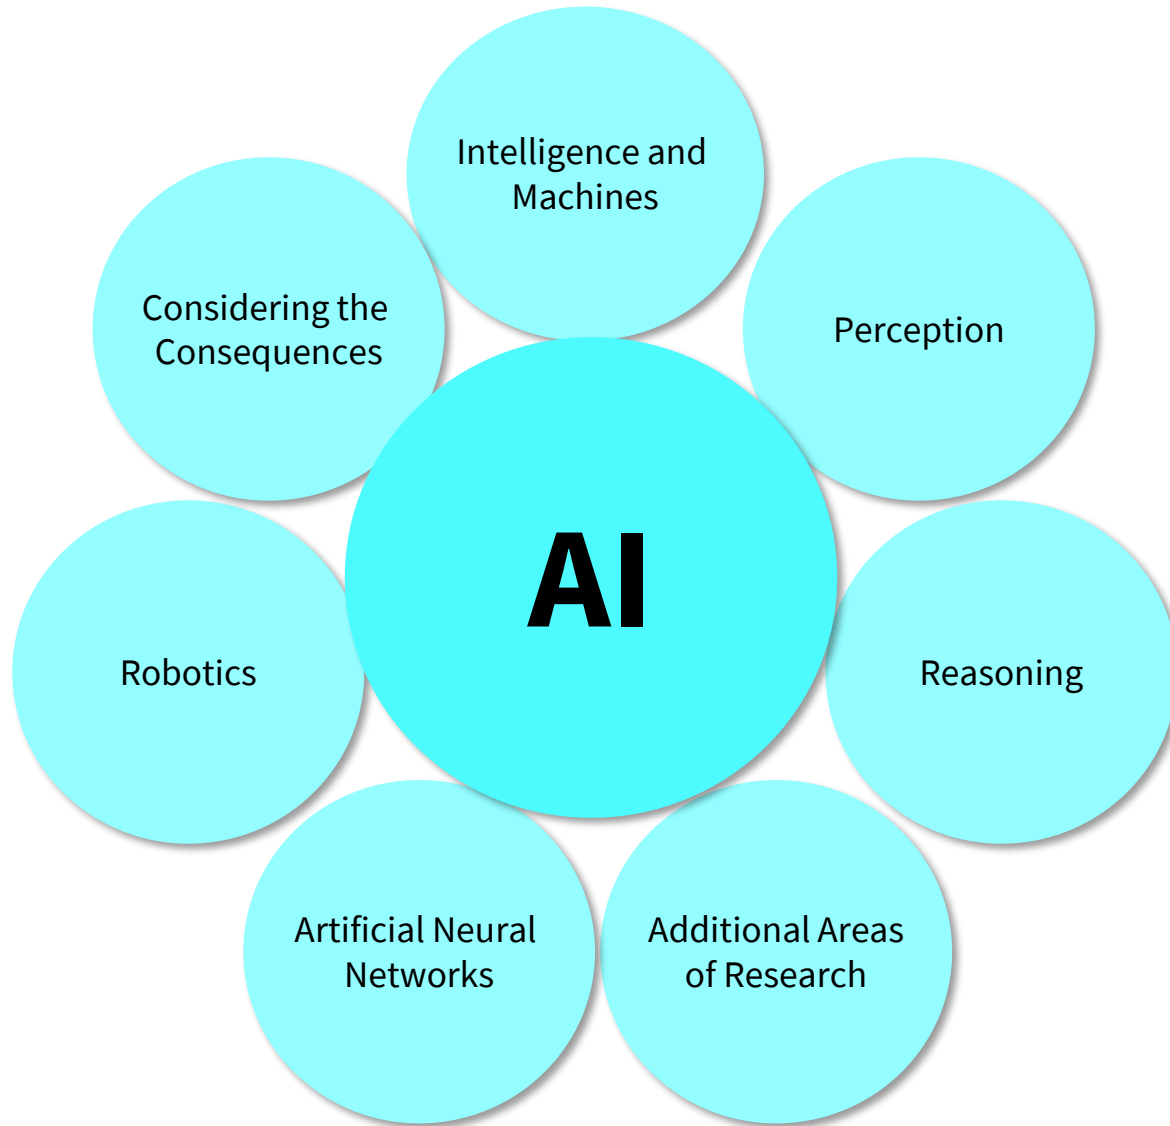 Intelligence and
Machines
Perception
Reasoning
Additional Areas
of Research
Artificial Neural
Networks
Robotics
Considering the
Consequences
AI